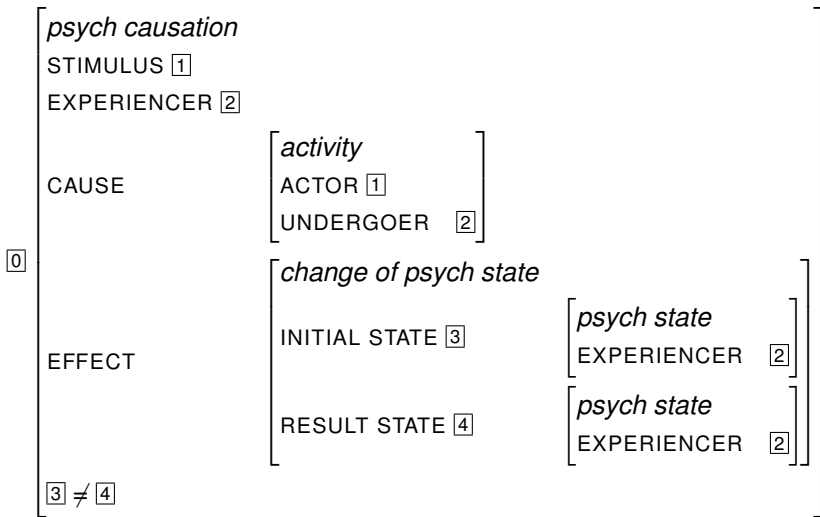 psych causation
STIMULUS 1
EXPERIENCER 2
CAUSE
activity
ACTOR 1
UNDERGOER 2
0
EFFECT
change of psych state
INITIAL STATE 3
psych state
EXPERIENCER 2
RESULT STATE 4
psych state
EXPERIENCER 2
3 ≠ 4